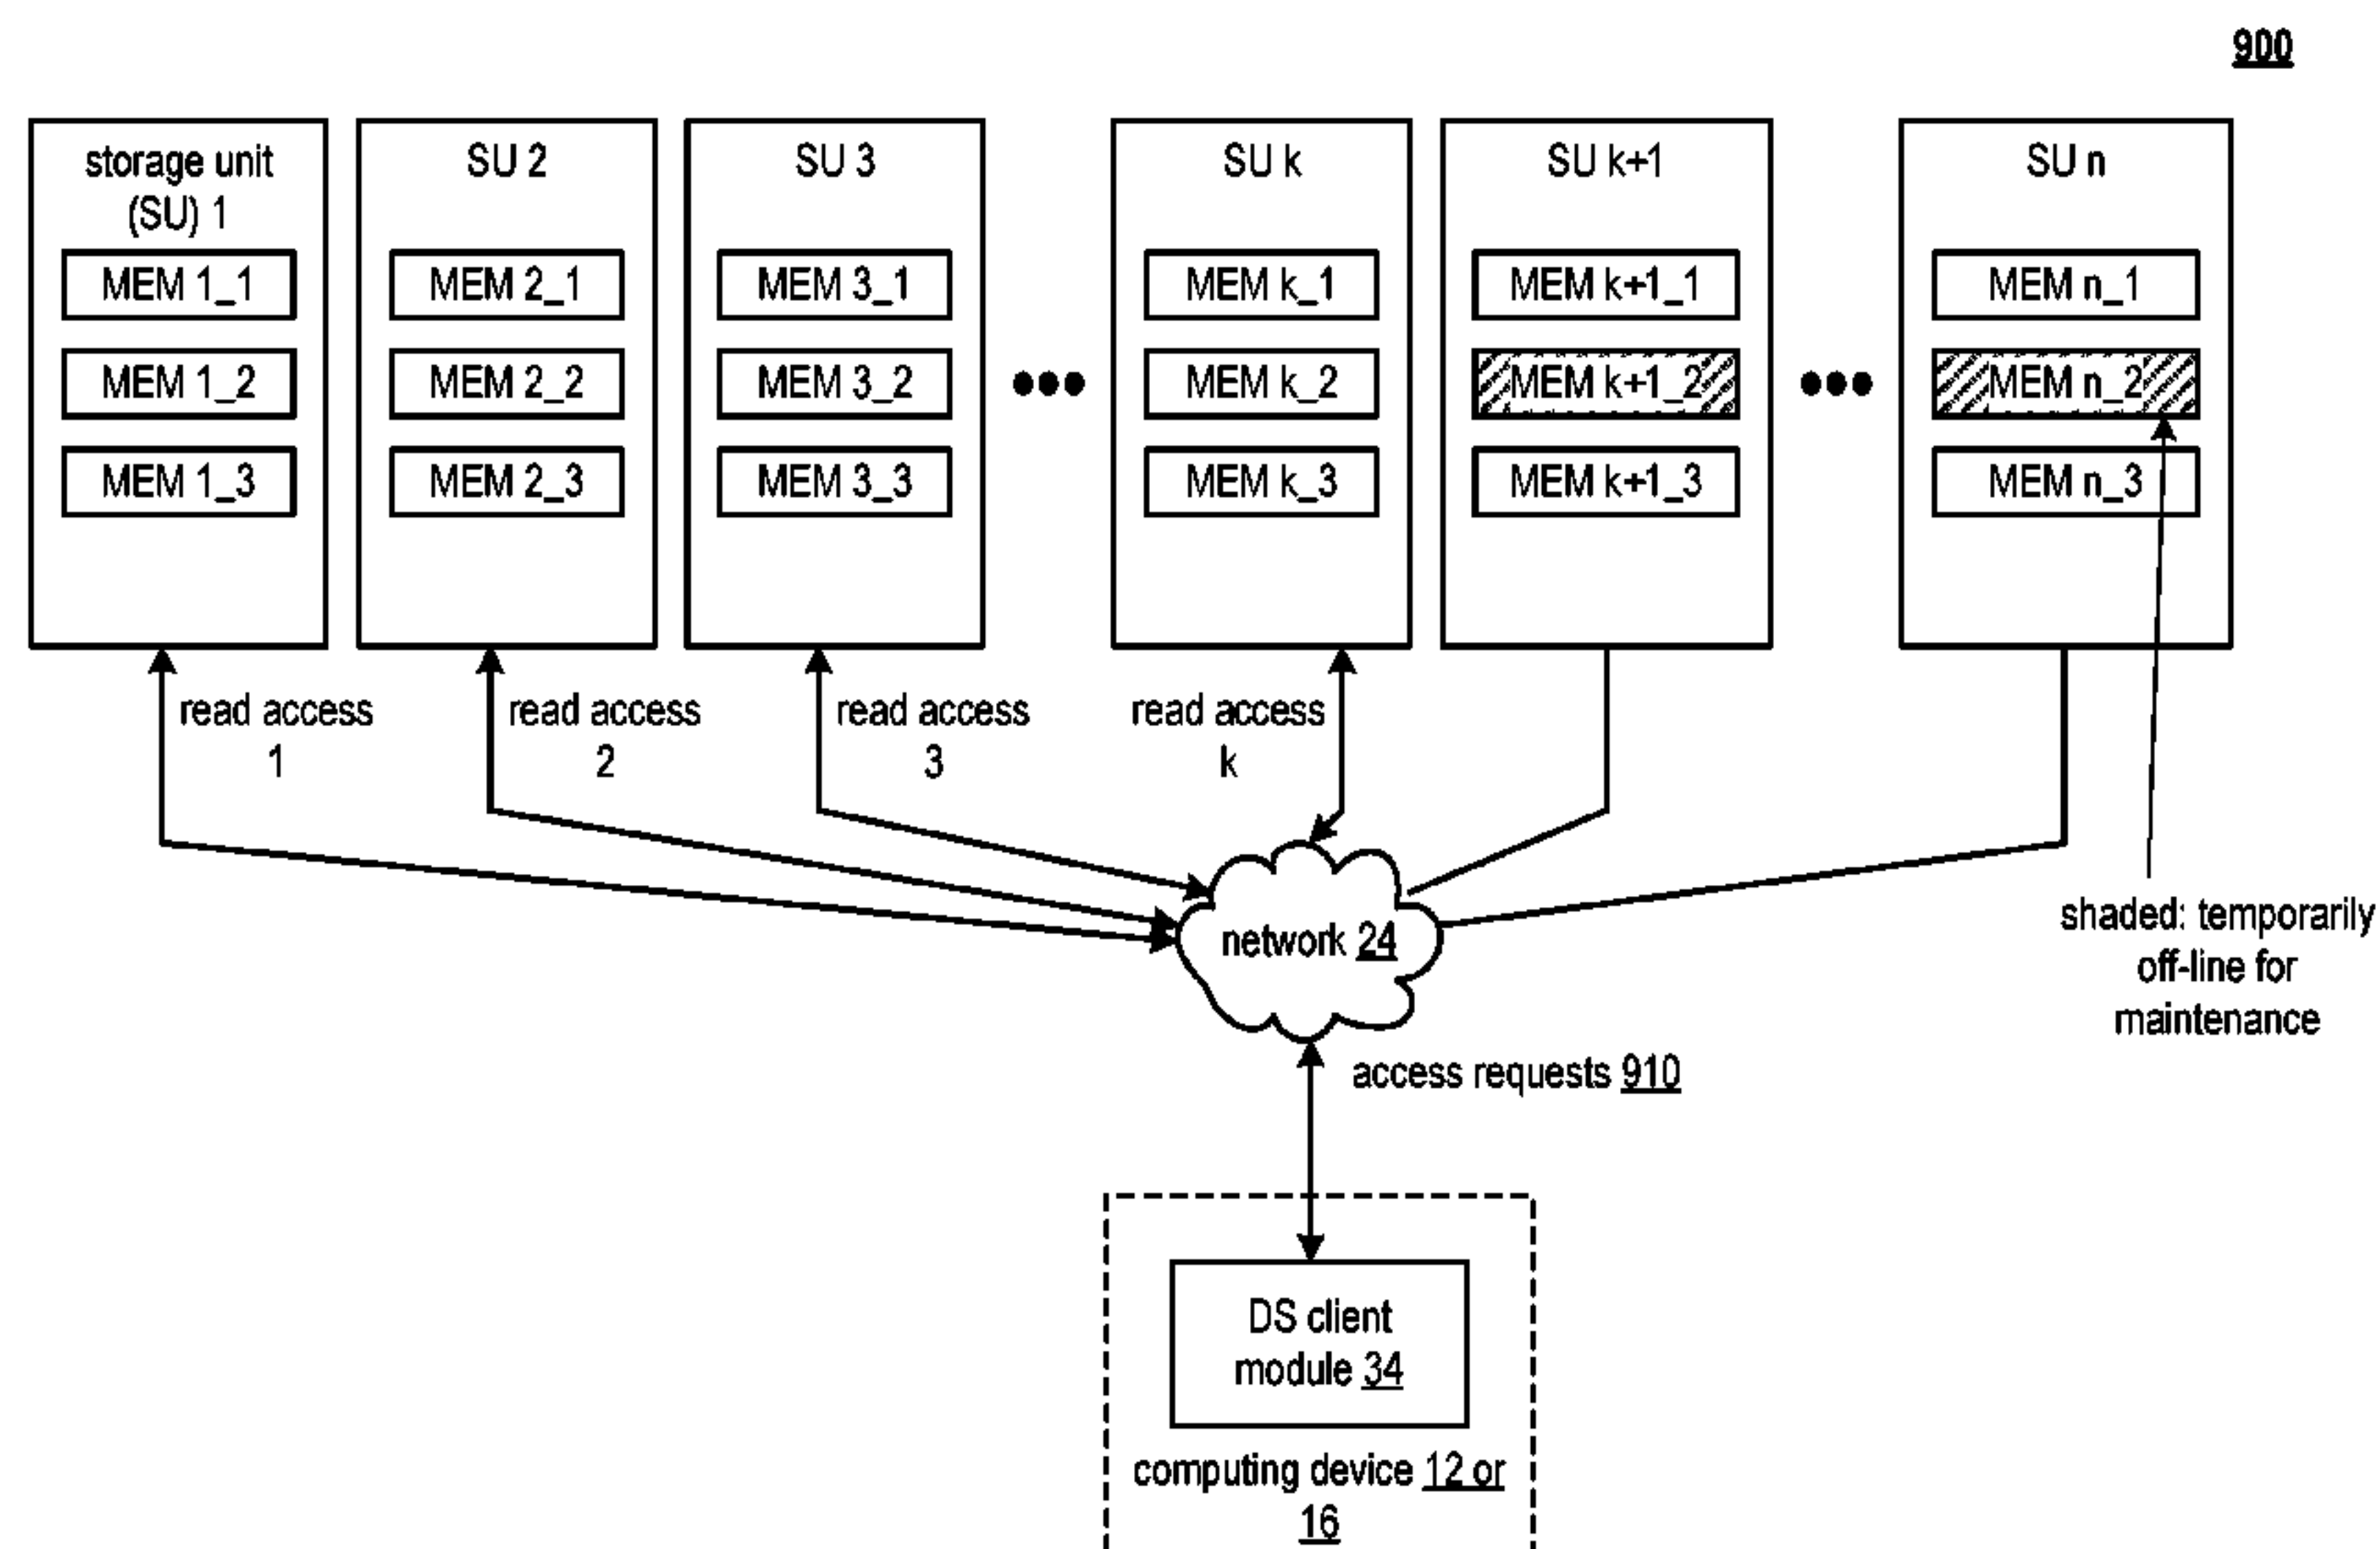 900
storage unit
(SU) 1
MEM 1_1
MEM 1_2
MEM 1_3
SU 2
MEM 2_1
MEM 2_2
MEM 2_3
SU 3
MEM 3_1
MEM 3_2
MEM 3_3
SU k
MEM k_1
MEM k_2
MEM k_3
SU k+1
MEM k+1_1
MEM k+1_2
MEM k+1_3
SU n
MEM n_1
MEM n_2
MEM n_3
read access
1
read access
2
read access
3
read access
k
shaded: temporarily
off-line for
maintenance
network 24
access requests 910
DS client
module 34
computing device 12 or
16